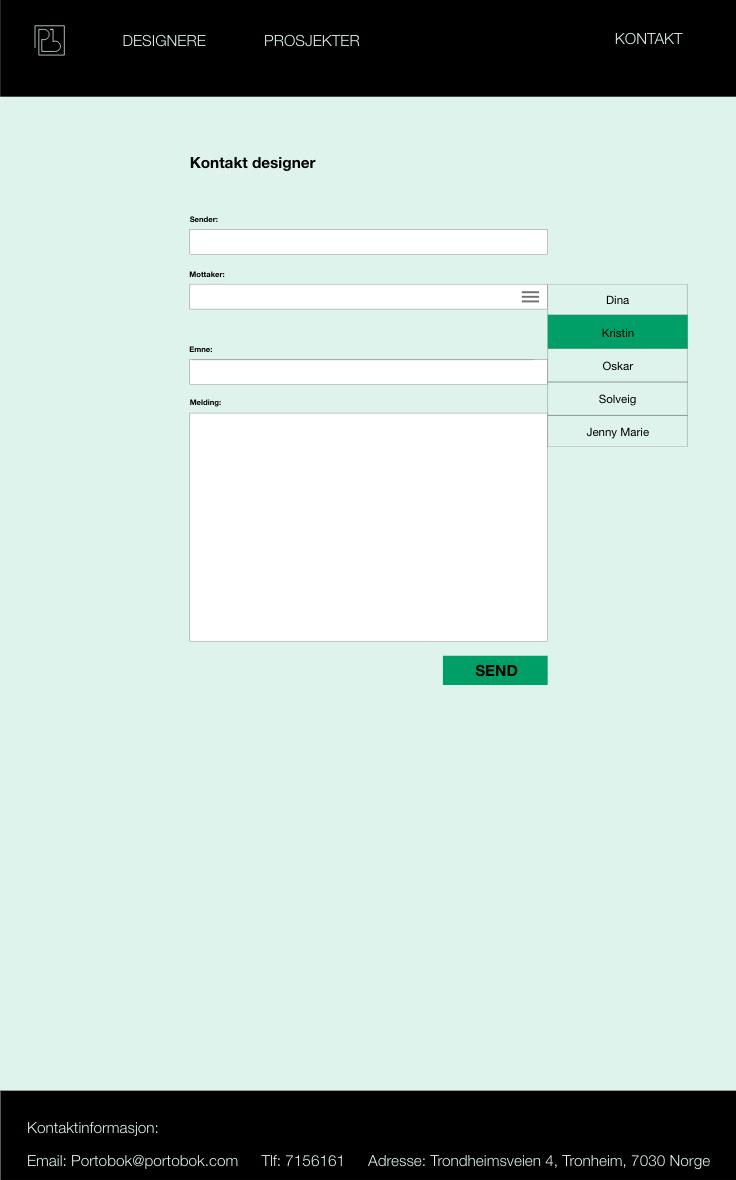 DESIGNERE PROSJEKTER KONTAKT
Kontakt designer
Sender:
Mottaker:
Dina
Kristin
Emne:
Oskar
Solveig
Melding:
Jenny Marie
SEND
Kontaktinformasjon:
Email: Portobok@portobok.com Tlf: 7156161 Adresse: Trondheimsveien 4, Tronheim, 7030 Norge